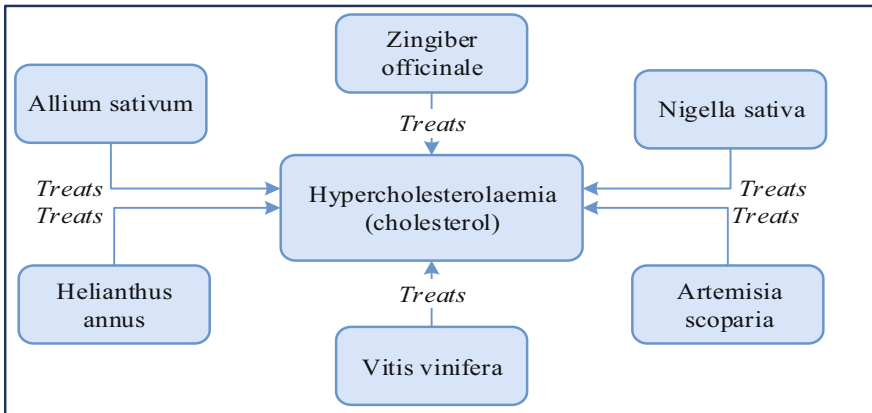 Zingiber
officinale
Allium sativum
Nigella sativa
Treats
Hypercholesterolaemia
(cholesterol)
Treats
Treats
Treats
Treats
Helianthus
annus
Treats
Artemisia
scoparia
Vitis vinifera